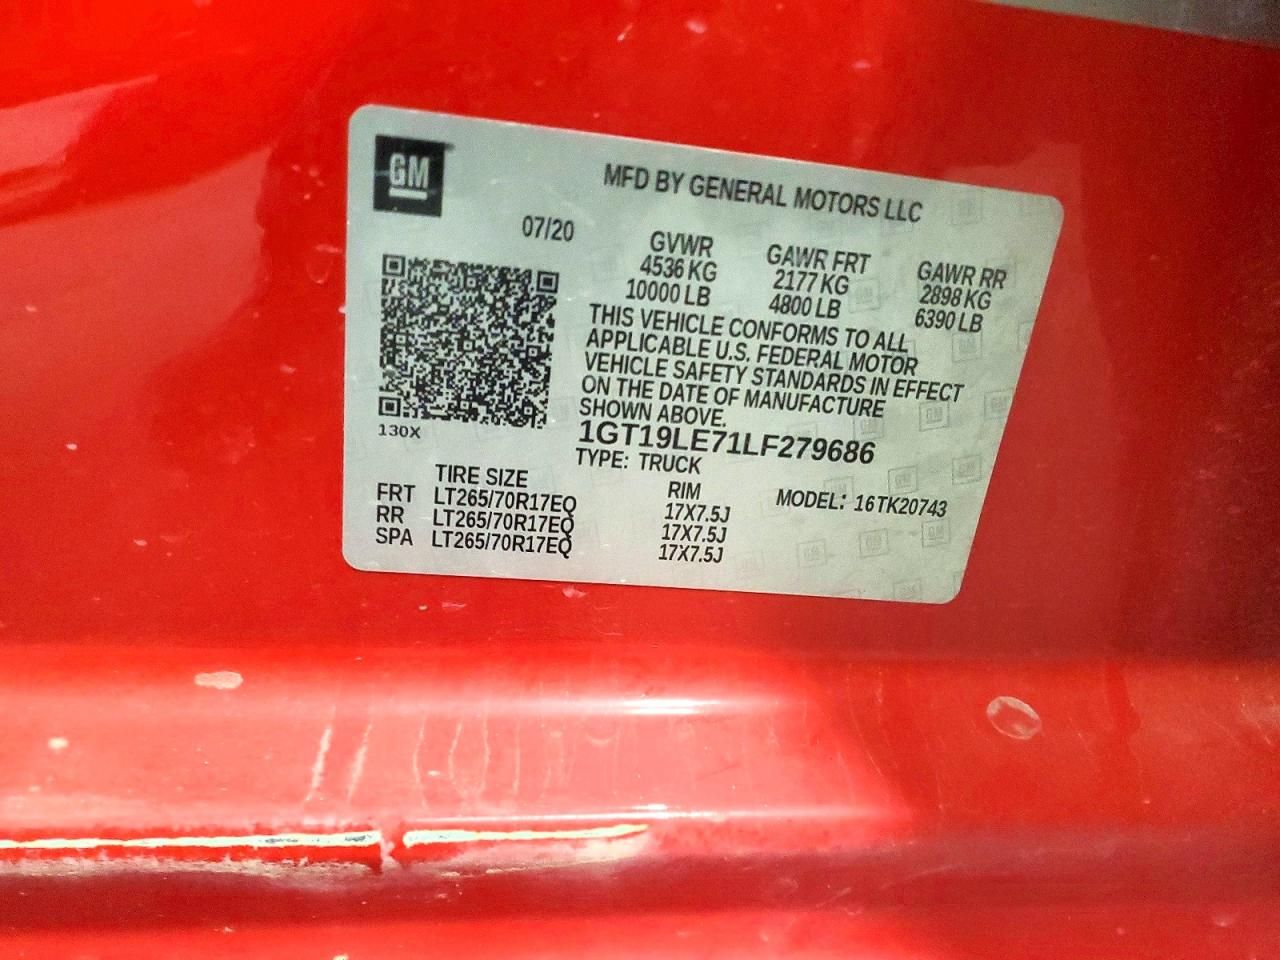 GM
MFD BY GENERAL MOTORS LLC
07/20
GVWR GAWR FRT GAWR RR
4536 KG 2177 KG 2898 KG
10000 LB 4800 LB 6390 LB
THIS VEHICLE CONFORMS TO ALL
APPLICABLE U.S. FEDERAL MOTOR
VEHICLE SAFETY STANDARDS IN EFFECT
ON THE DATE OF MANUFACTURE
SHOWN ABOVE.
130X
1GT19LE71LF279686
TYPE: TRUCK
TIRE SIZE RIM MODEL: 16TK20743
FRT LT265/70R17EQ 17X7.5J
RR LT265/70R17EQ 17X7.5J
SPA LT265/70R17EQ 17X7.5J